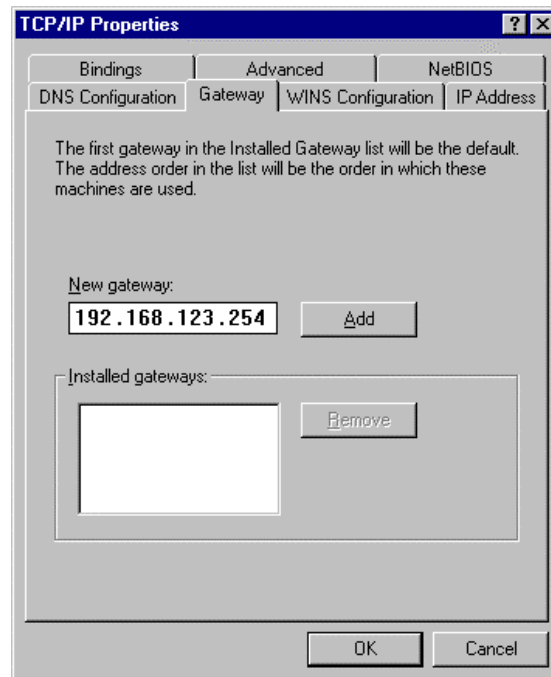 TCP/IP Properties
Bindings Advanced NetBIOS
DNS Configuration Gateway WINS Configuration IP Address
The first gateway in the Installed Gateway list will be the default.
The address order in the list will be the order in which these
machines are used.
New gateway:
192.168.123.254 Add
Installed gateways:
Remove
OK Cancel